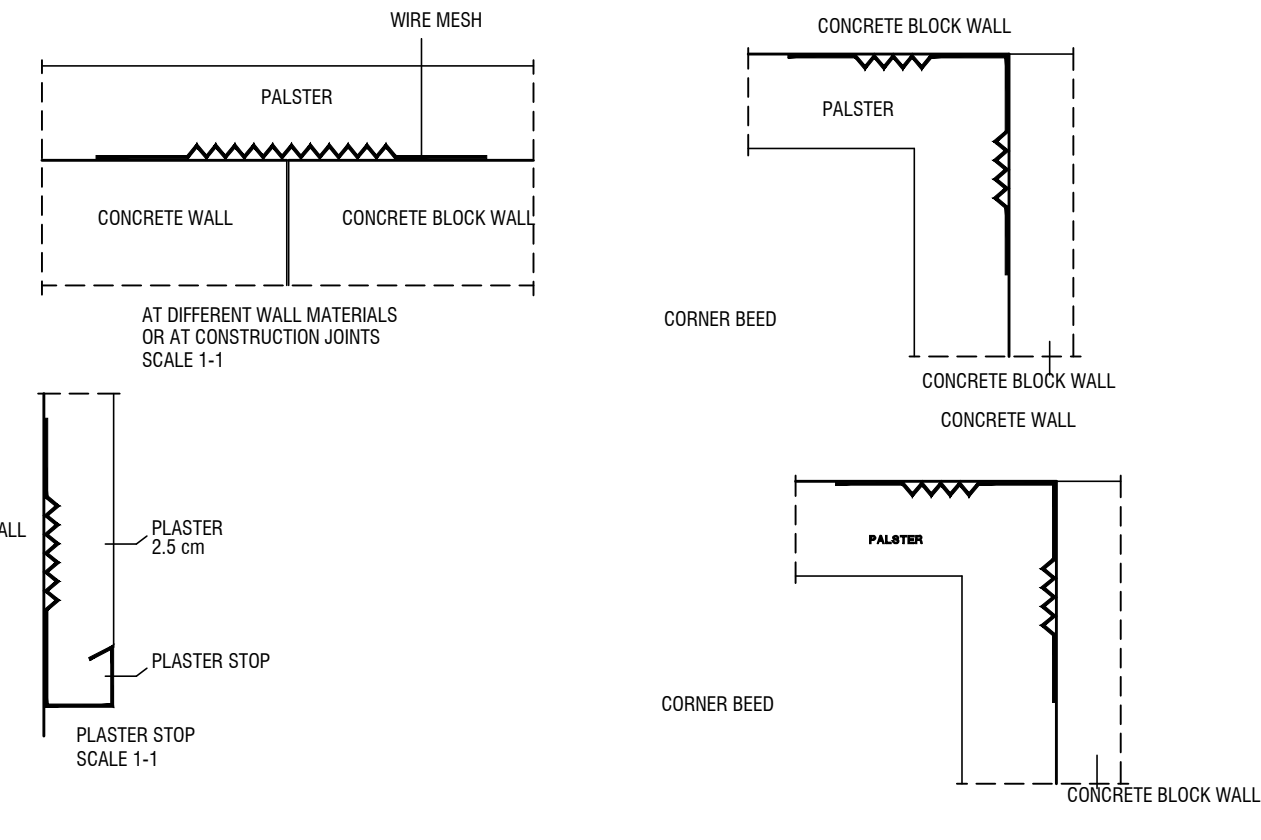 WIRE MESH
PALSTER
CONCRETE WALL
CONCRETE BLOCK WALL
AT DIFFERENT WALL MATERIALS
OR AT CONSTRUCTION JOINTS
SCALE 1-1
CONCRETE BLOCK WALL
PALSTER
CORNER BEED
CONCRETE BLOCK WALL
CONCRETE WALL
ALL
PLASTER
2.5 cm
PLASTER STOP
PLASTER STOP
SCALE 1-1
PALSTER
CORNER BEED
CONCRETE BLOCK WALL